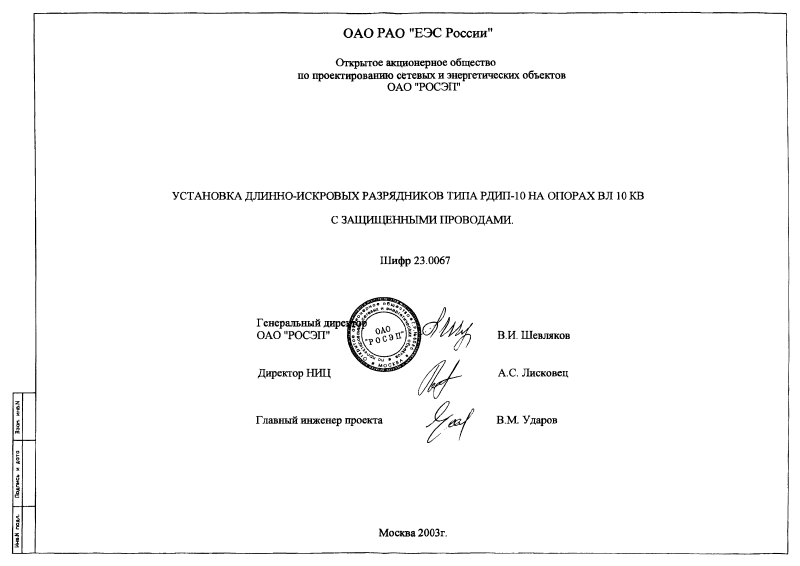 ОАО РАО "ЕЭС России"
Открытое акционерное общество
по проектированию сетевых и энергетических объектов
ОАО "РОСЭП"
УСТАНОВКА ДЛИННО-ИСКРОВЫХ РАЗРЯДНИКОВ ТИПА РДИП-10 НА ОПОРАХ ВЛ 10 КВ
С ЗАЩИЩЕННЫМИ ПРОВОДАМИ.
Шифр 23.0067
Генеральный директор
ОАО "РОСЭП"
В.И. Шевляков
ОАО
"РОСЭП"
МОСКВА
Директор НИЦ
А.С. Лисковец
Главный инженер проекта
В.М. Ударов
Взам. инв.N
Подпись и дата
Инв.N подл.
Москва 2003г.